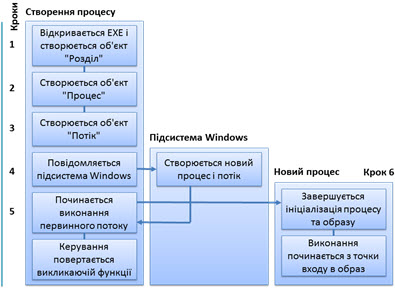 Кроки
Створення процесу
1
Відкривається EXE і
створюється об'єкт
"Розділ"
2
Створюється об'єкт
"Процес"
3
Створюється об'єкт
"Потік"
Підсистема Windows
4
Повідомляється
підсистема Windows
Створюється новий
процес і потік
Новий процес
Крок 6
5
Починається
виконання
первинного потоку
Завершується
ініціалізація процесу
та образу
Керування
повертається
викликаючій функції
Виконання
починається з точки
входу в образ